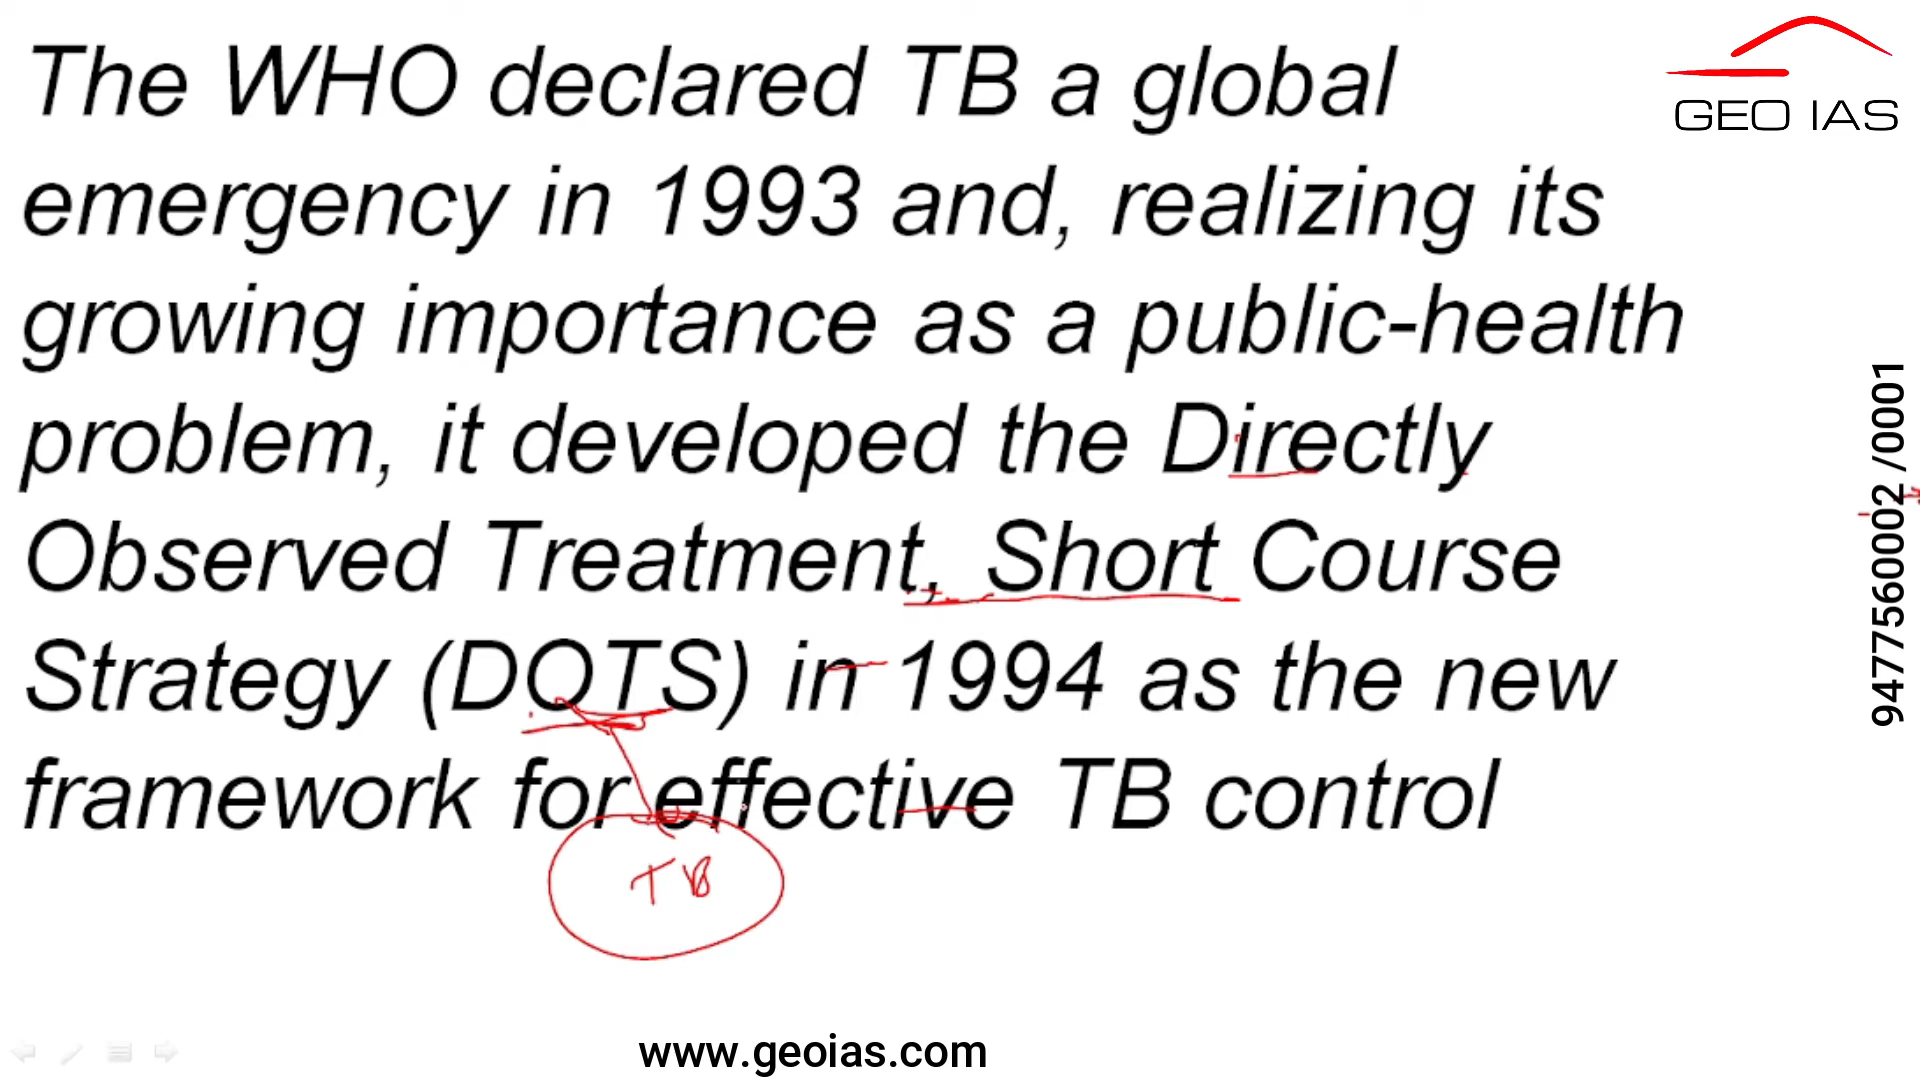 The WHO declared TB a global
emergency in 1993 and, realizing its
growing importance as a public-health
problem, it developed the Directly
Observed Treatment, Short Course
Strategy (DOTS) in 1994 as the new
framework for effective TB control
TB
GEO IAS
9477560002 /0001
www.geoias.com